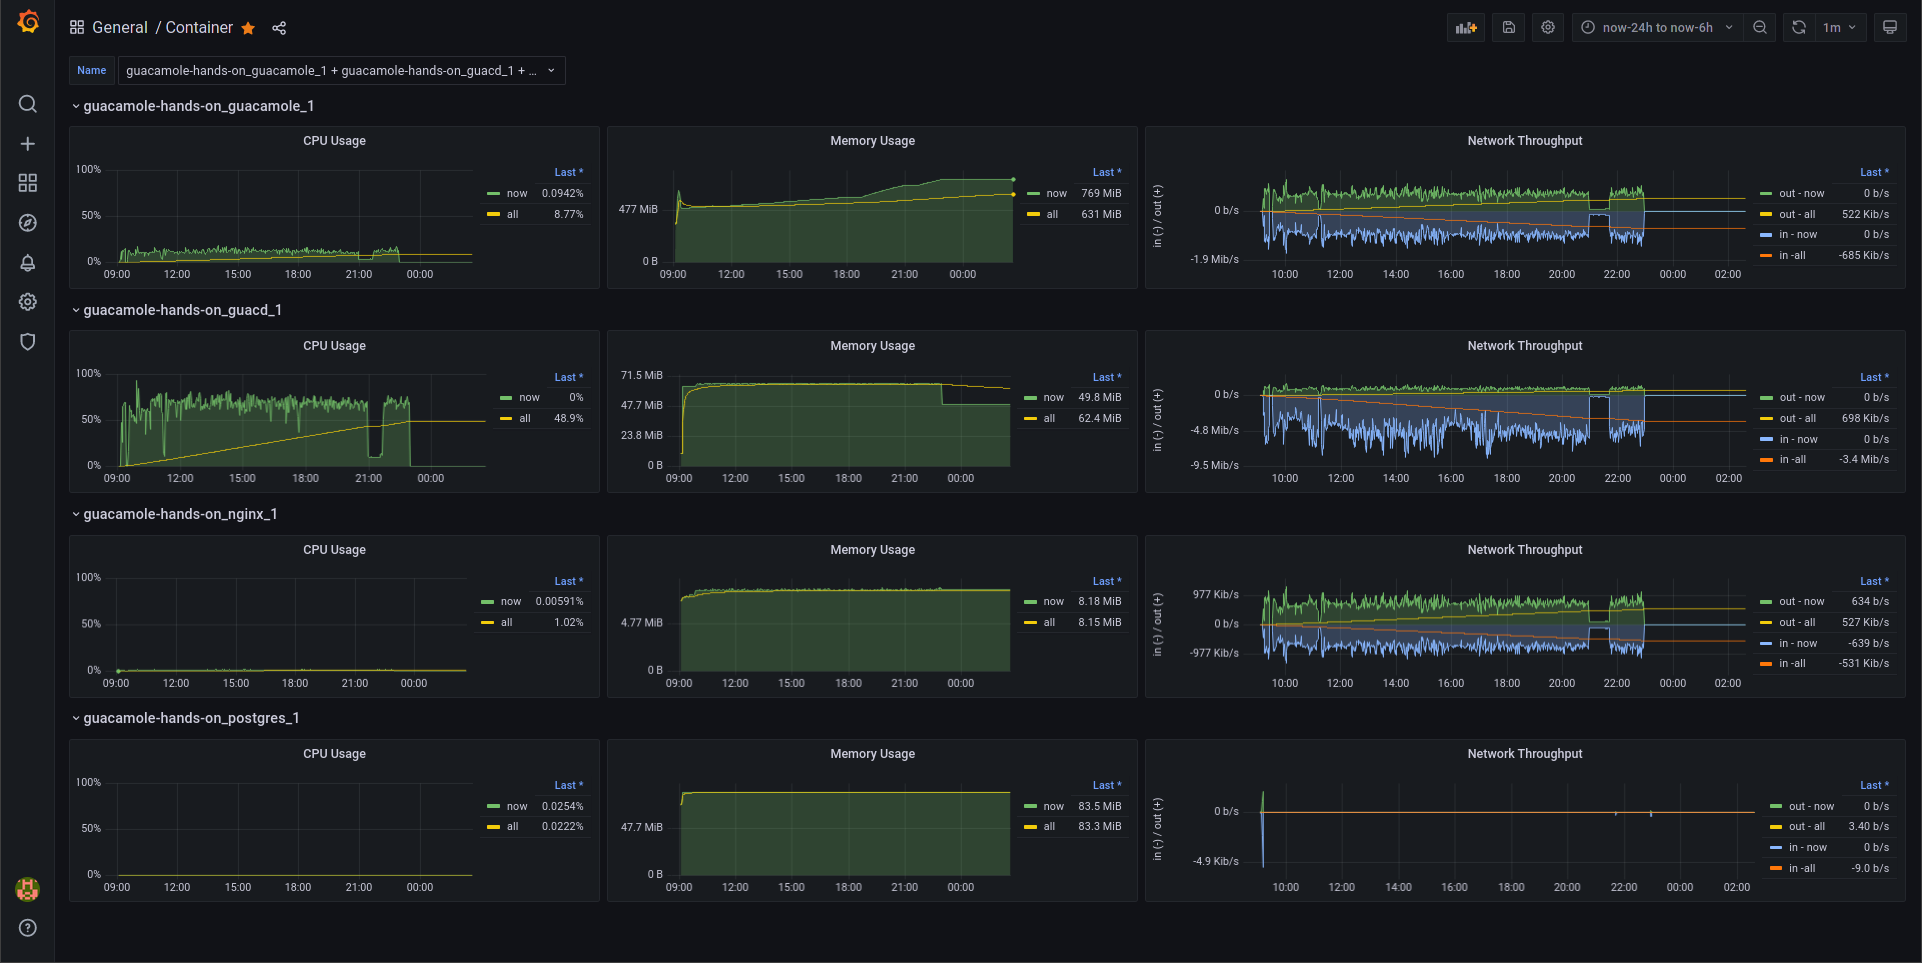 General / Container
now-24h to now-6h
1m
Name
guacamole-hands-on_guacamole_1 + guacamole-hands-on_guacd_1 + ...
guacamole-hands-on_guacamole_1
CPU Usage
100%
50%
0%
09:00 12:00 15:00 18:00 21:00 00:00
Last *
now 0.0942%
all 8.77%
Memory Usage
477 MiB
0 B
09:00 12:00 15:00 18:00 21:00 00:00
Last *
now 769 MiB
all 631 MiB
Network Throughput
in (-) / out (+)
0 b/s
-1.9 Mib/s
10:00 12:00 14:00 16:00 18:00 20:00 22:00 00:00 02:00
Last *
out - now 0 b/s
out - all 522 Kib/s
in - now 0 b/s
in -all -685 Kib/s
guacamole-hands-on_guacd_1
CPU Usage
100%
50%
0%
09:00 12:00 15:00 18:00 21:00 00:00
Last *
now 0%
all 48.9%
Memory Usage
71.5 MiB
47.7 MiB
23.8 MiB
0 B
09:00 12:00 15:00 18:00 21:00 00:00
Last *
now 49.8 MiB
all 62.4 MiB
Network Throughput
in (-) / out (+)
0 b/s
-4.8 Mib/s
-9.5 Mib/s
10:00 12:00 14:00 16:00 18:00 20:00 22:00 00:00 02:00
Last *
out - now 0 b/s
out - all 698 Kib/s
in - now 0 b/s
in -all -3.4 Mib/s
guacamole-hands-on_nginx_1
CPU Usage
100%
50%
0%
09:00 12:00 15:00 18:00 21:00 00:00
Last *
now 0.00591%
all 1.02%
Memory Usage
4.77 MiB
0 B
09:00 12:00 15:00 18:00 21:00 00:00
Last *
now 8.18 MiB
all 8.15 MiB
Network Throughput
in (-) / out (+)
977 Kib/s
0 b/s
-977 Kib/s
10:00 12:00 14:00 16:00 18:00 20:00 22:00 00:00 02:00
Last *
out - now 634 b/s
out - all 527 Kib/s
in - now -639 b/s
in -all -531 Kib/s
guacamole-hands-on_postgres_1
CPU Usage
100%
50%
0%
09:00 12:00 15:00 18:00 21:00 00:00
Last *
now 0.0254%
all 0.0222%
Memory Usage
47.7 MiB
0 B
09:00 12:00 15:00 18:00 21:00 00:00
Last *
now 83.5 MiB
all 83.3 MiB
Network Throughput
in (-) / out (+)
0 b/s
-4.9 Kib/s
10:00 12:00 14:00 16:00 18:00 20:00 22:00 00:00 02:00
Last *
out - now 0 b/s
out - all 3.40 b/s
in - now 0 b/s
in -all -9.0 b/s